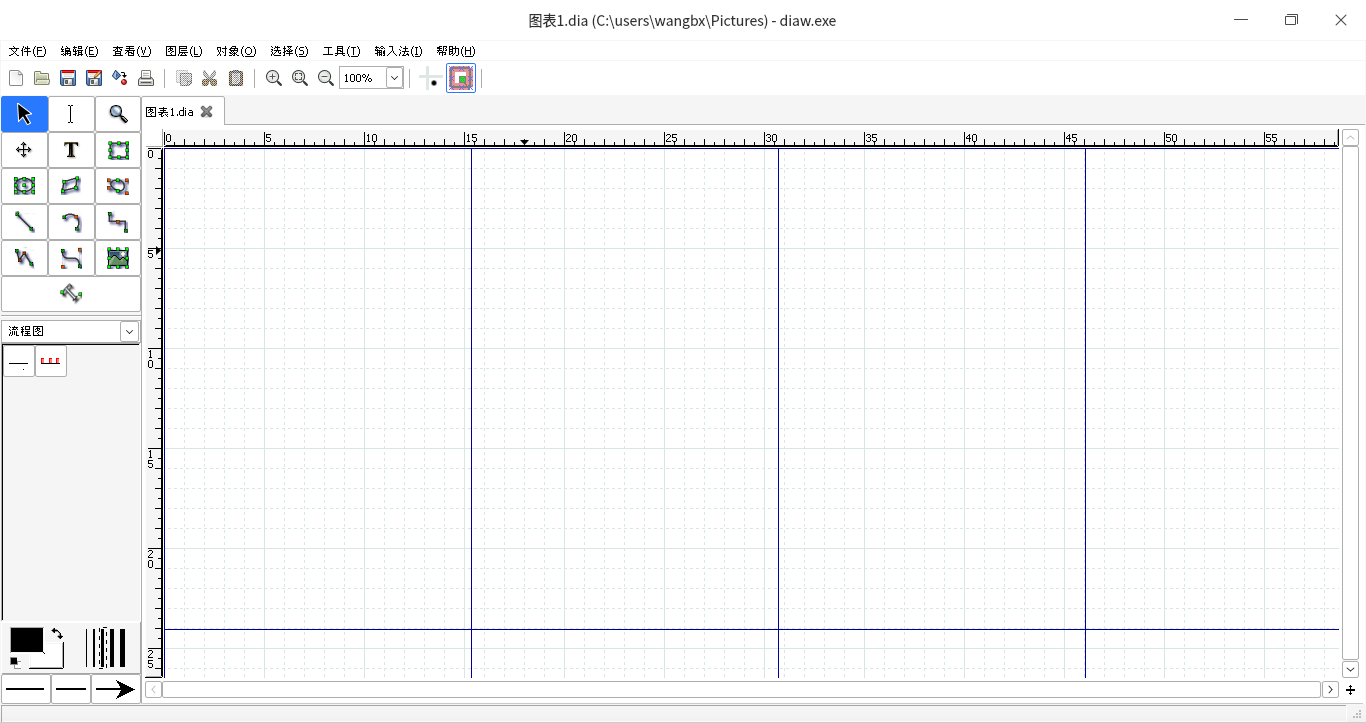 图表1.dia (C:\users\wangbx\Pictures) - diaw.exe
文件(F) 编辑(E) 查看(V) 图层(L) 对象(O) 选择(S) 工具(T) 输入法(I) 帮助(H)
100%
图表1.dia
0 5 10 15 20 25 30 35 40 45 50 55
0
5
10
15
20
25
T
流程图